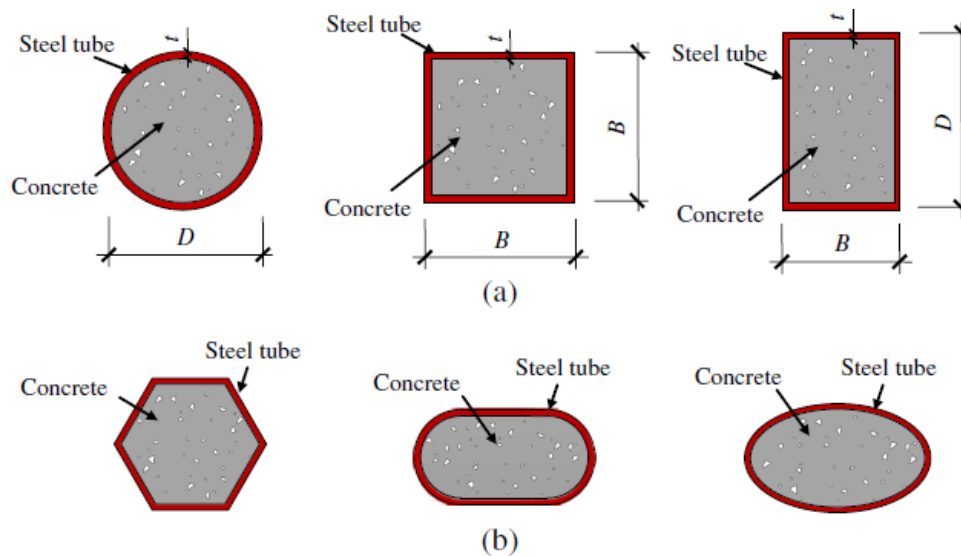 Steel tube
t
Concrete
D
Steel tube
t
Concrete
B
B
Steel tube
t
Concrete
D
B
(a)
Concrete
Steel tube
Concrete
Steel tube
Concrete
Steel tube
(b)